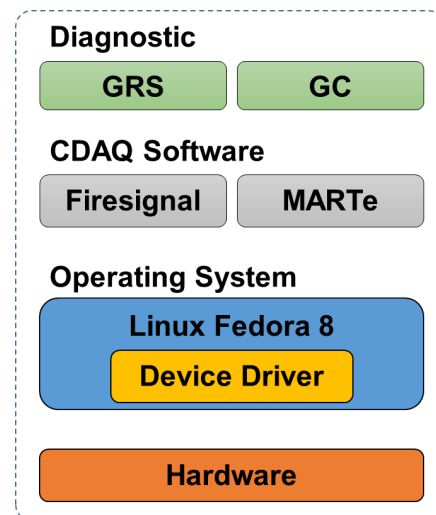 Diagnostic
GRS GC
CDAQ Software
Firesignal MARTe
Operating System
Linux Fedora 8
Device Driver
Hardware